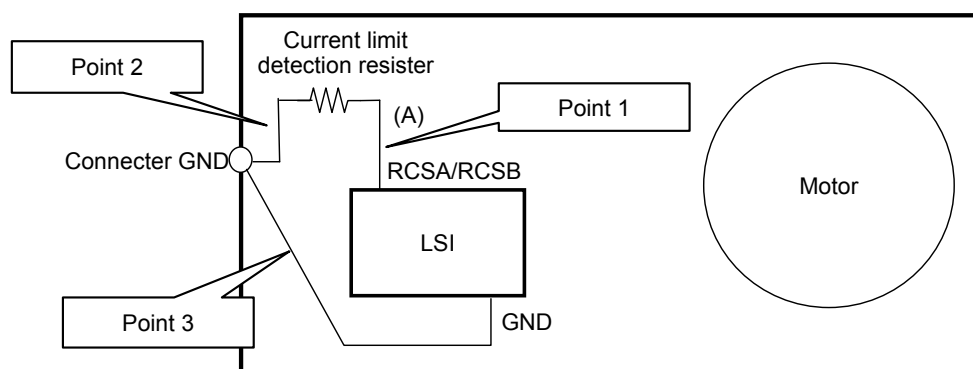 Current limit
detection resister
Point 2
(A)
Point 1
Connecter GND
RCSA/RCSB
Motor
LSI
Point 3
GND